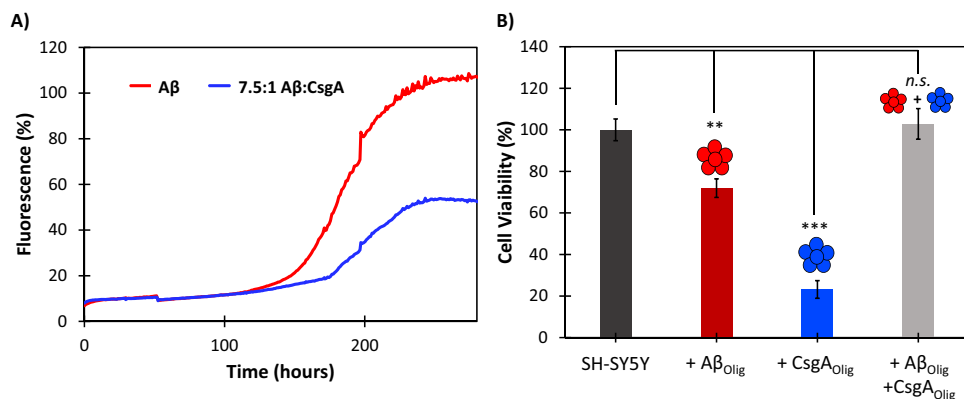 A)
120
100
80
60
40
20
0
Fluorescence (%)
Aβ
7.5:1 Aβ:CsgA
0
100
200
Time (hours)
B)
140
120
100
80
60
40
20
0
Cell Viaibility (%)
**
***
n.s.
+
SH-SY5Y
+ AβOlig
+ CsgAOlig
+ AβOlig
+CsgAOlig